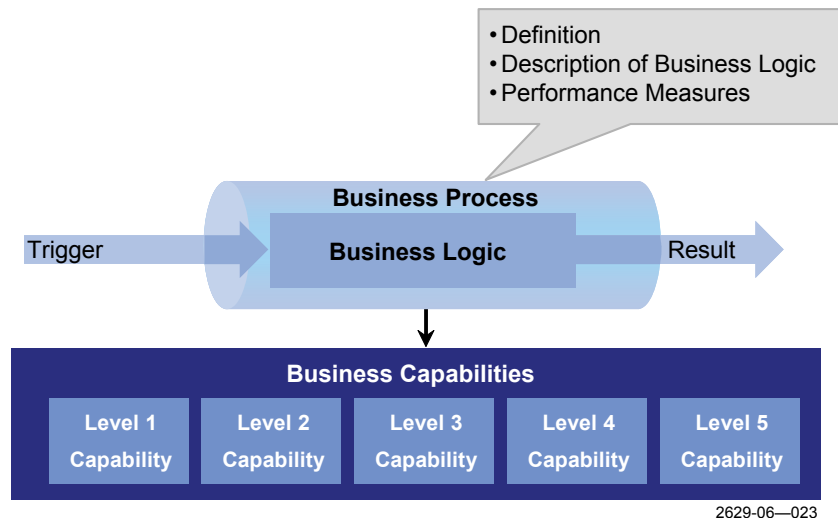 • Definition
• Description of Business Logic
• Performance Measures
Business Process
Trigger
Business Logic
Result
Business Capabilities
Level 1
Capability
Level 2
Capability
Level 3
Capability
Level 4
Capability
Level 5
Capability
2629-06—023